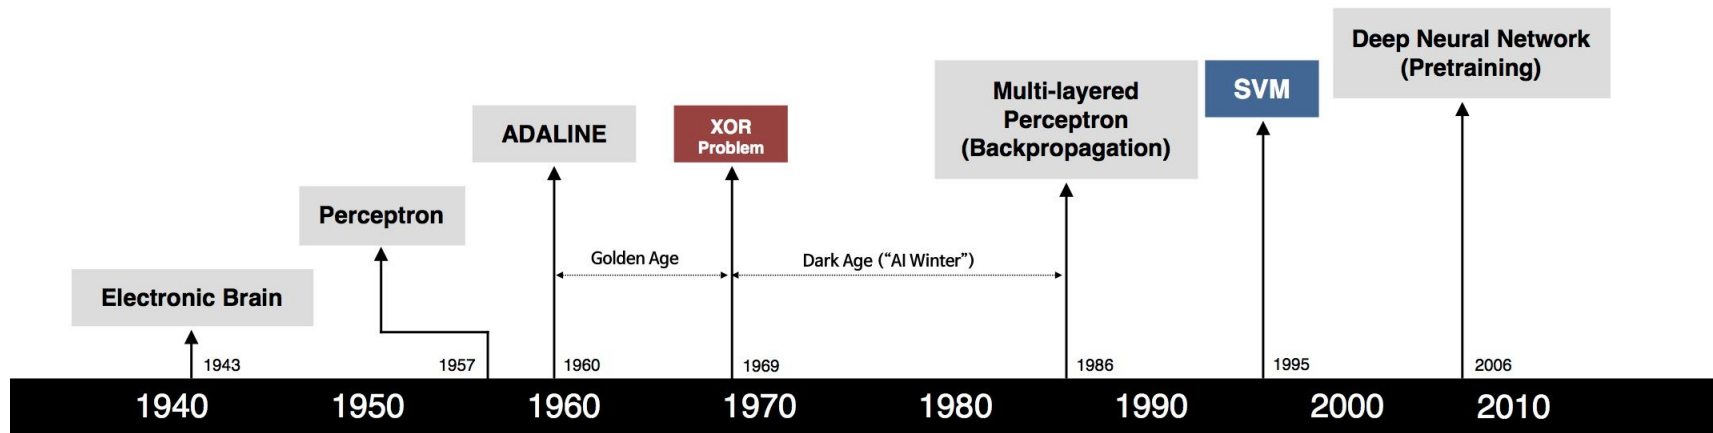 Deep Neural Network
(Pretraining)
Multi-layered
Perceptron
(Backpropagation)
SVM
ADALINE
XOR
Problem
Perceptron
Golden Age
Dark Age (“AI Winter”)
Electronic Brain
1943
1957
1960
1969
1986
1995
2006
1940
1950
1960
1970
1980
1990
2000
2010